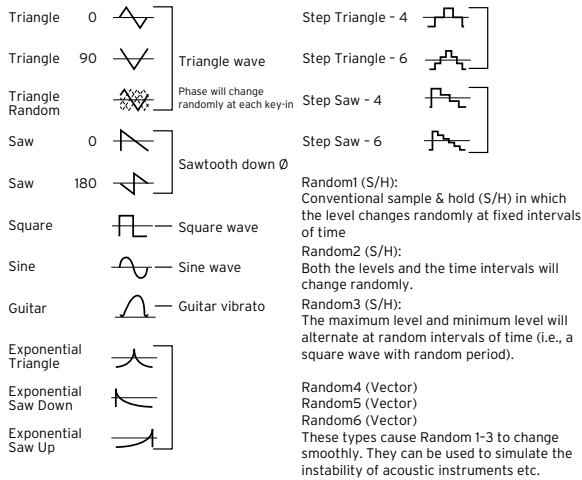 Triangle 0
Triangle 90
Triangle wave
Triangle
Random
Phase will change
randomly at each key-in
Saw 0
Saw 180
Sawtooth down Ø
Square
Square wave
Sine
Sine wave
Guitar
Guitar vibrato
Exponential
Triangle
Exponential
Saw Down
Exponential
Saw Up
Step Triangle - 4
Step Triangle - 6
Step Saw - 4
Step Saw - 6
Random1 (S/H):
Conventional sample & hold (S/H) in which
the level changes randomly at fixed intervals
of time
Random2 (S/H):
Both the levels and the time intervals will
change randomly.
Random3 (S/H):
The maximum level and minimum level will
alternate at random intervals of time (i.e., a
square wave with random period).
Random4 (Vector)
Random5 (Vector)
Random6 (Vector)
These types cause Random 1–3 to change
smoothly. They can be used to simulate the
instability of acoustic instruments etc.